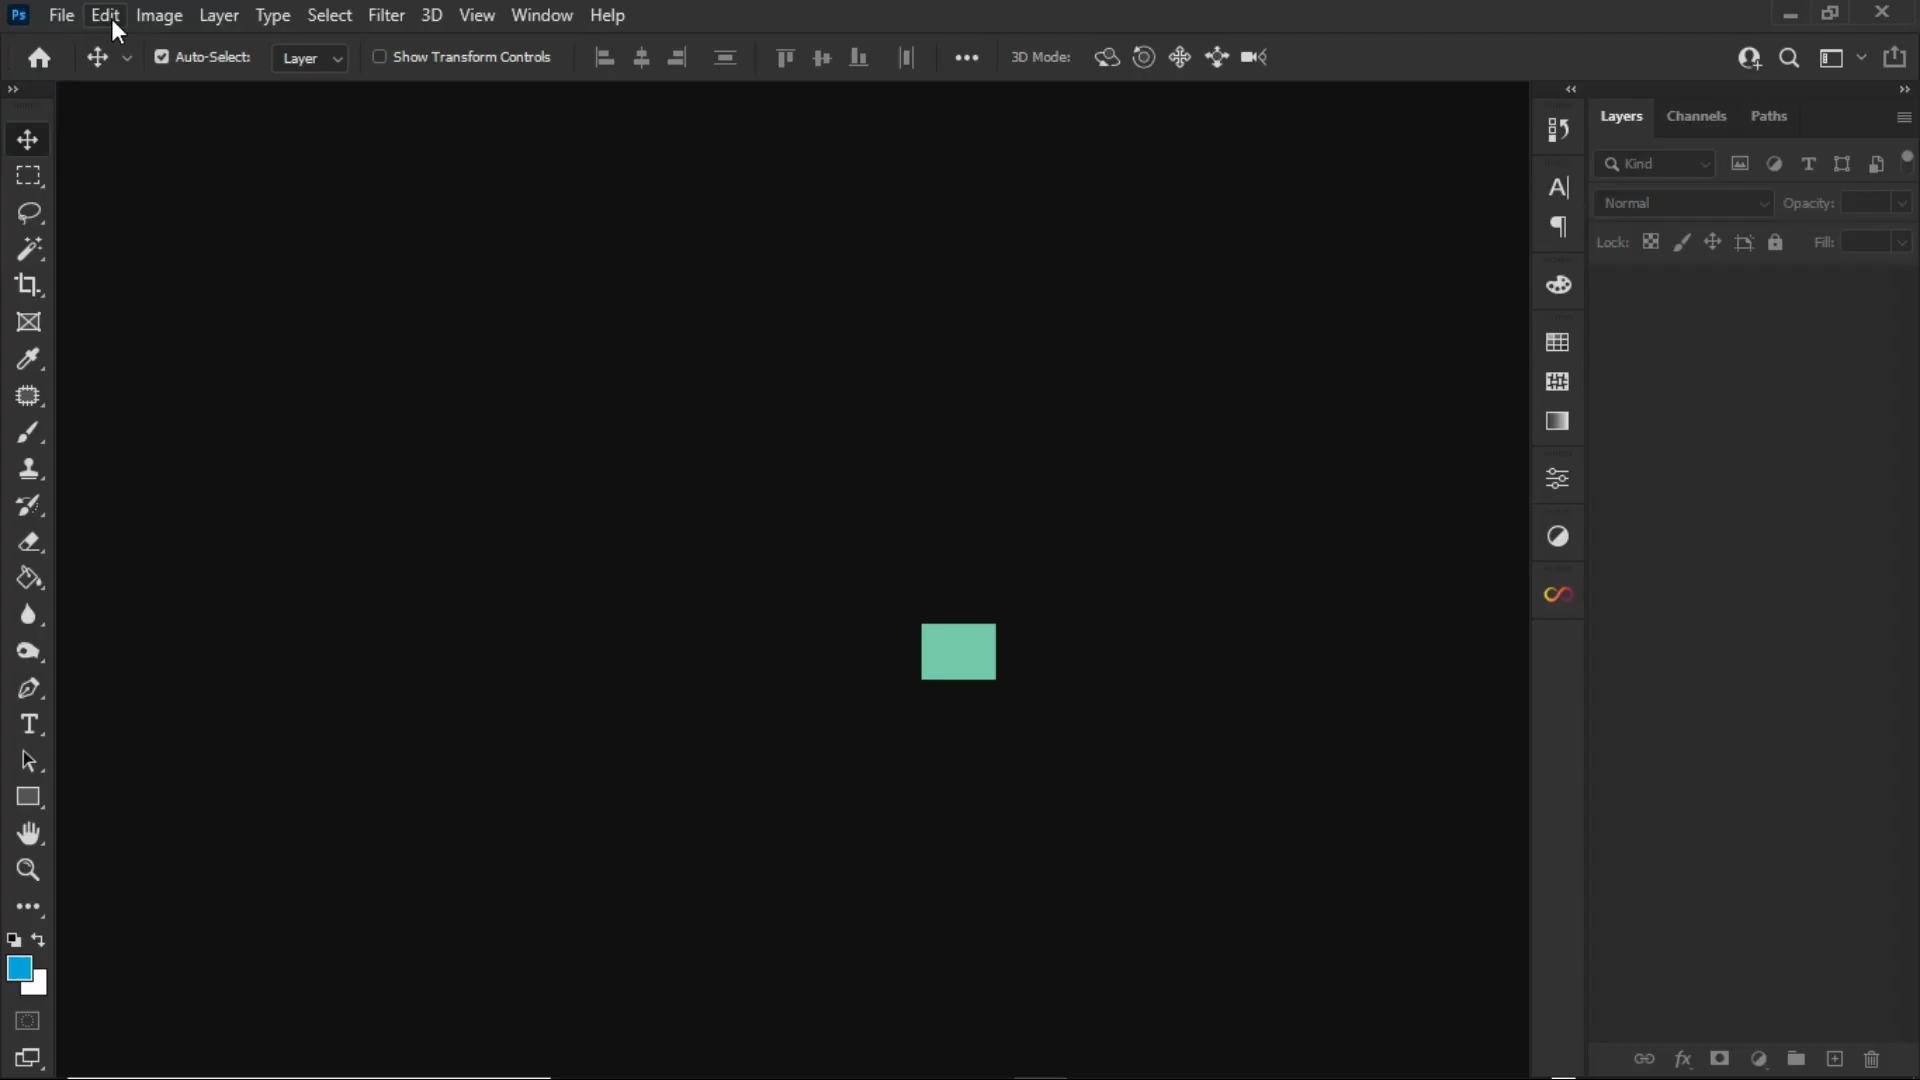 Ps File Edit Image Layer Type Select Filter 3D View Window Help
Auto-Select: Layer Show Transform Controls 3D Mode:
Layers Channels Paths
Kind
Normal Opacity:
Lock: Fill: